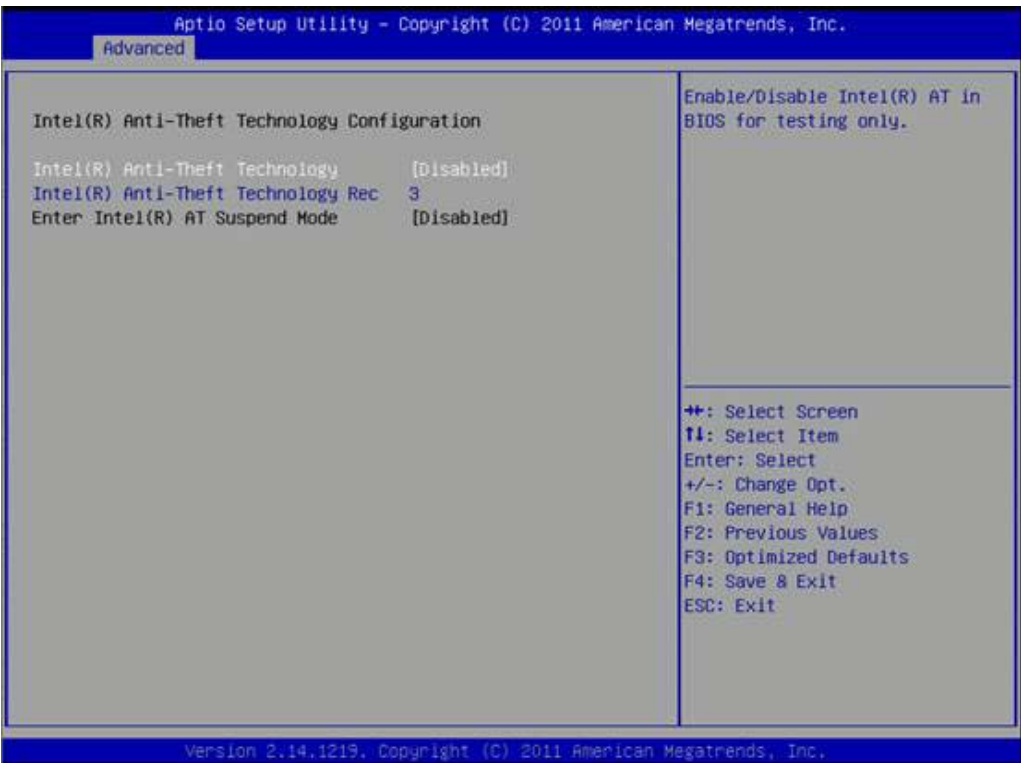 Aptio Setup Utility – Copyright (C) 2011 American Megatrends, Inc.
Advanced
Intel(R) Anti-Theft Technology Configuration
Intel(R) Anti-Theft Technology [Disabled]
Intel(R) Anti-Theft Technology Rec 3
Enter Intel(R) AT Suspend Mode [Disabled]
Enable/Disable Intel(R) AT in
BIOS for testing only.
→←: Select Screen
↑↓: Select Item
Enter: Select
+/-: Change Opt.
F1: General Help
F2: Previous Values
F3: Optimized Defaults
F4: Save & Exit
ESC: Exit
Version 2.14.1219. Copyright (C) 2011 American Megatrends, Inc.